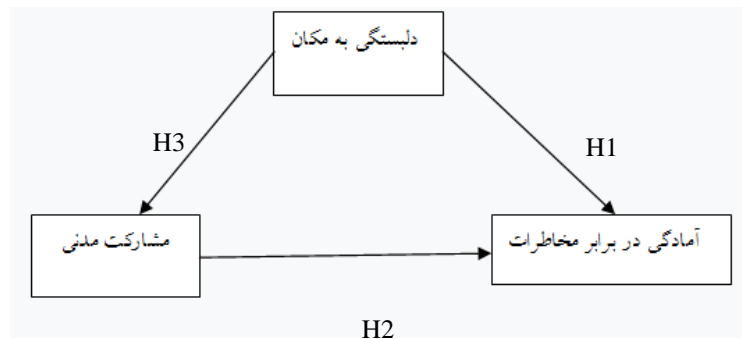 دلبستگی به مکان
H3
H1
مشارکت مدنی
آمادگی در برابر مخاطرات
H2